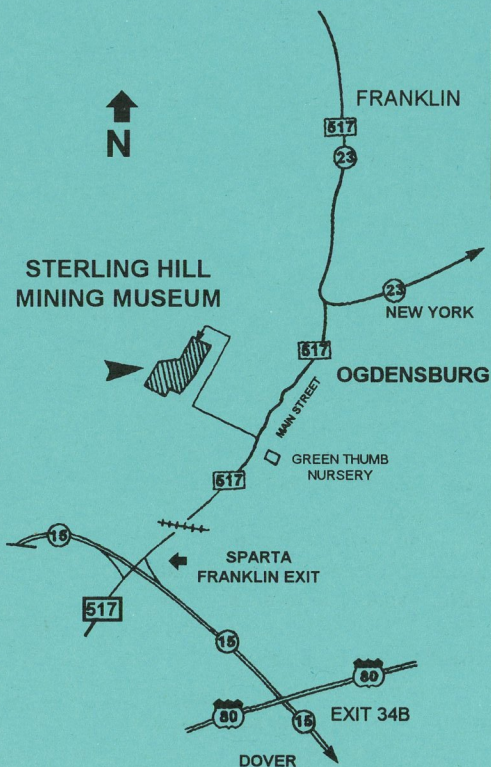 FRANKLIN
517
23
N
STERLING HILL
MINING MUSEUM
23
NEW YORK
517
OGDENSBURG
MAIN STREET
GREEN THUMB
NURSERY
517
15
SPARTA
FRANKLIN EXIT
517
15
80
80
15
EXIT 34B
DOVER